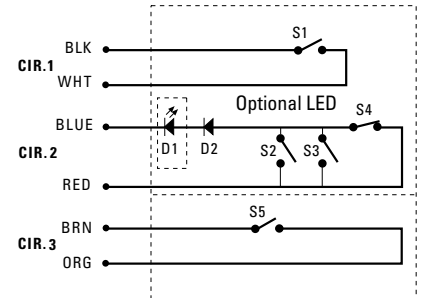 S1
BLK
CIR.1
WHT
Optional LED
S4
BLUE
D1 D2 S2 S3
CIR.2
RED
S5
BRN
CIR.3
ORG